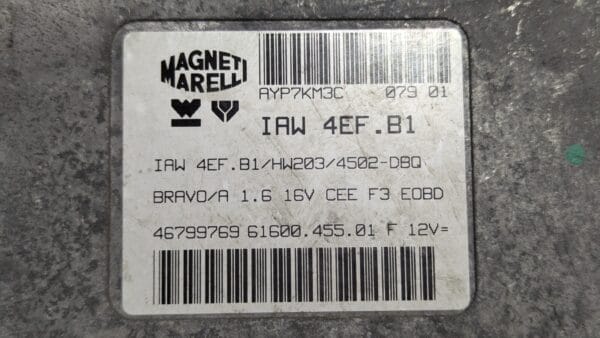 MAGNETI
MARELLI
AYP7KM3C 079 01
IAW 4EF.B1
IAW 4EF.B1/HW203/4502-DBQ
BRAVO/A 1.6 16V CEE F3 EOBD
46799769 61600.455.01 F 12V=